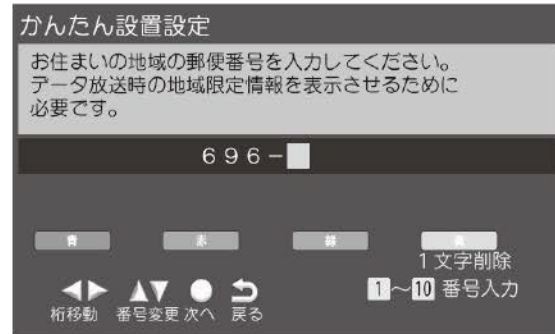 かんたん設置設定
お住まいの地域の郵便番号を入力してください。
データ放送時の地域限定情報を表示させるために
必要です。
696-
青 赤 緑 黄
1文字削除
桁移動 番号変更 次へ 戻る 1～10 番号入力